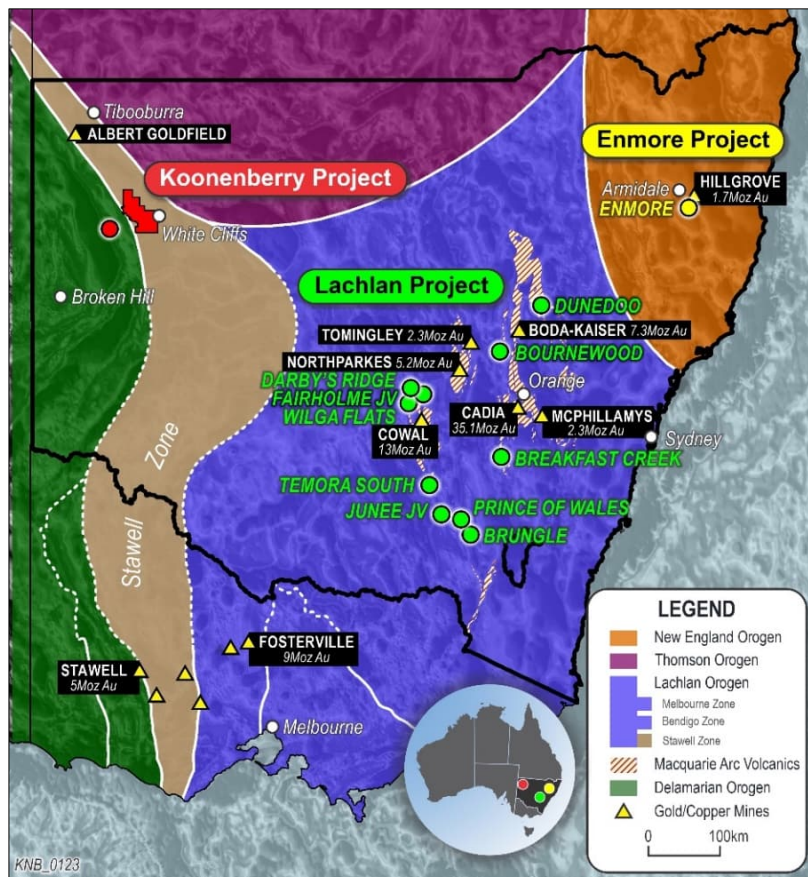 Tibooburra
ALBERT GOLDFIELD
Koonenberry Project
White Cliffs
Broken Hill
Enmore Project
Armidale
HILLGROVE
1.7Moz Au
ENMORE
Lachlan Project
DUNEDOO
TOMINGLEY 2.3Moz Au
BODA-KAISER 7.3Moz Au
NORTHPARKES 5.2Moz Au
BOURNEWOOD
DARBY'S RIDGE
FAIRHOLME JV
WILGA FLATS
Orange
COWAL
13Moz Au
CADIA
35.1Moz Au
MCPHILLAMYS
2.3Moz Au
Sydney
BREAKFAST CREEK
TEMORA SOUTH
JUNEE JV
PRINCE OF WALES
BRUNGLE
Stawell Zone
STAWELL
5Moz Au
FOSTERVILLE
9Moz Au
Melbourne
LEGEND
New England Orogen
Thomson Orogen
Lachlan Orogen
Melbourne Zone
Bendigo Zone
Stawell Zone
Macquarie Arc Volcanics
Delamarian Orogen
Gold/Copper Mines
0 100km
KNB_0123